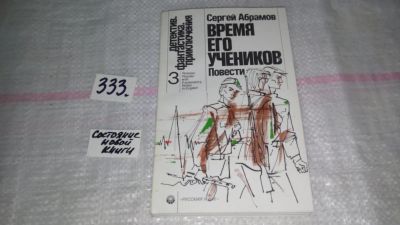 333.
Состояние
новой
книги
детектив.
фантастика.
приключения
3
Сергей Абрамов
ВРЕМЯ
ЕГО
УЧЕНИКОВ
Повести